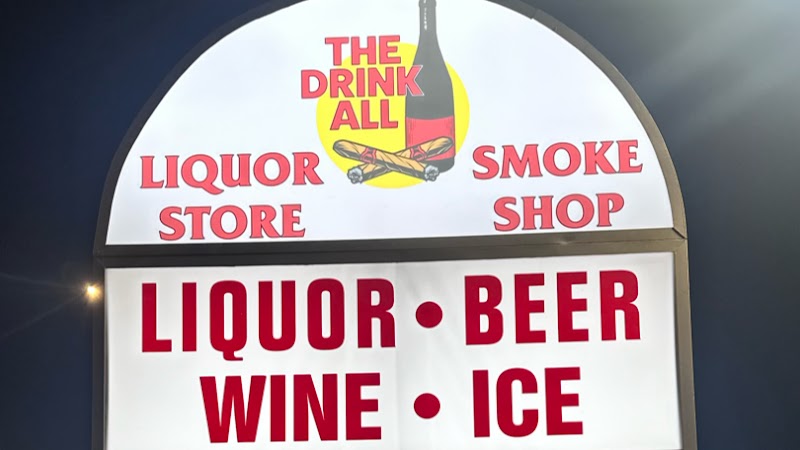 THE
DRINK
ALL
LIQUOR
STORE
SMOKE
SHOP
LIQUOR • BEER
WINE • ICE